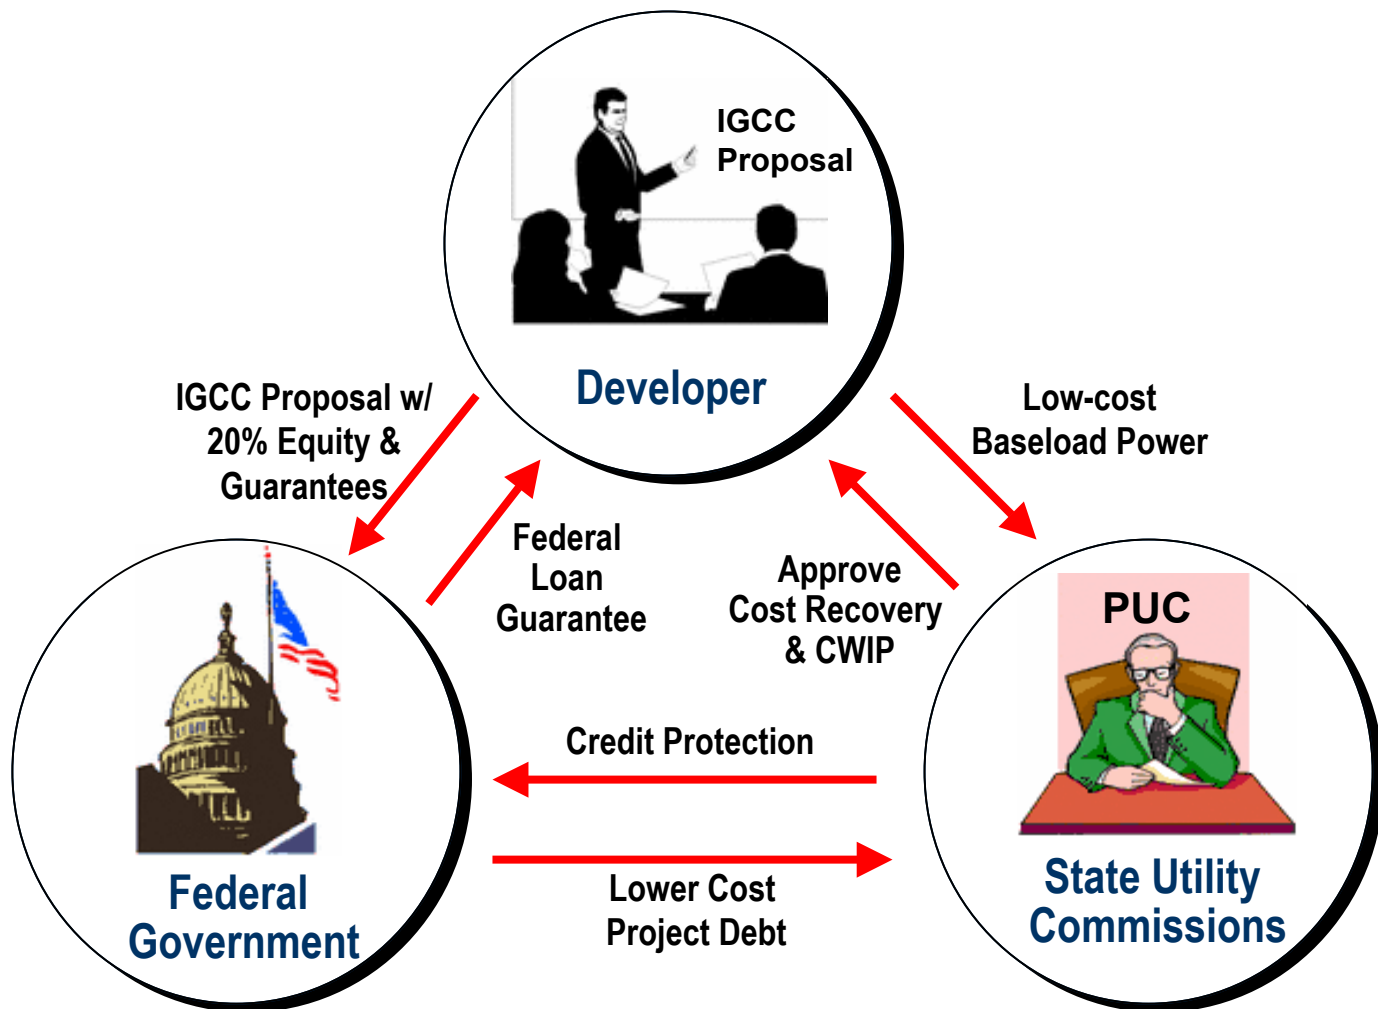 IGCC
Proposal
Developer
IGCC Proposal w/
20% Equity &
Guarantees
Low-cost
Baseload Power
Federal
Loan
Guarantee
Approve
Cost Recovery
& CWIP
PUC
Credit Protection
Lower Cost
Project Debt
Federal
Government
State Utility
Commissions